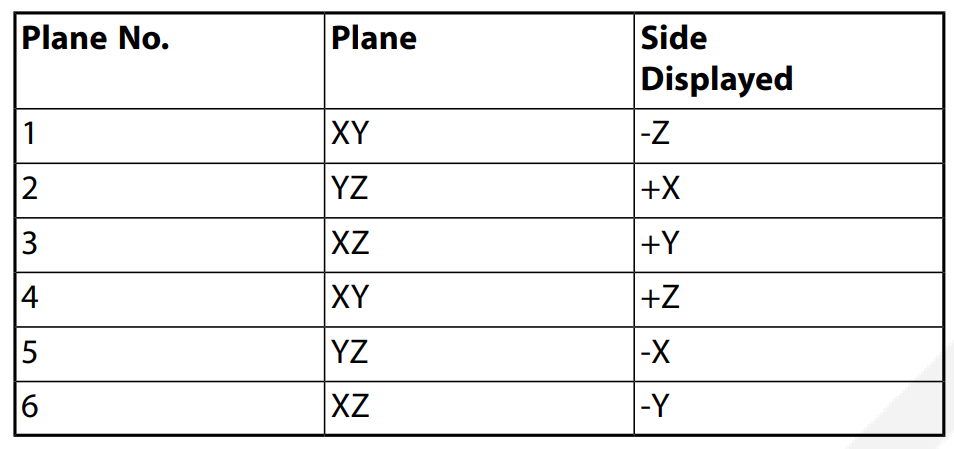 Plane No. Plane Side
Displayed
1 XY -Z
2 YZ +X
3 XZ +Y
4 XY +Z
5 YZ -X
6 XZ -Y